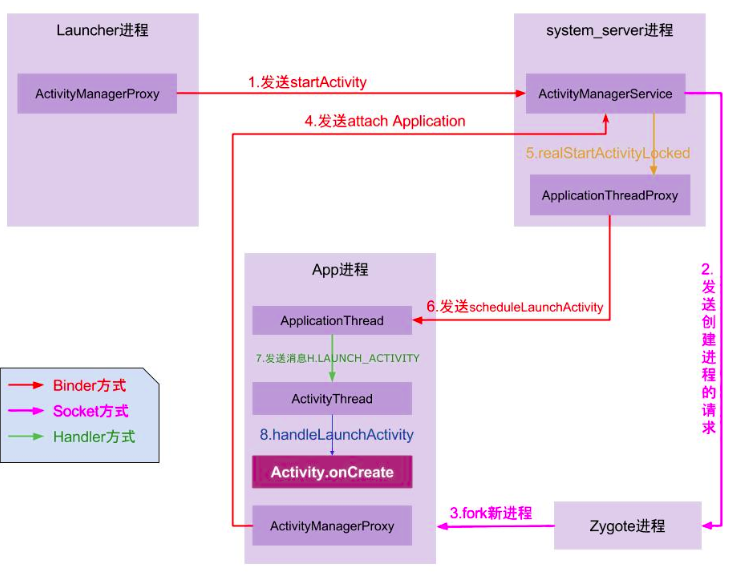 Launcher进程
ActivityManagerProxy
system_server进程
ActivityManagerService
1.发送startActivity
4.发送attach Application
5.realStartActivityLocked
ApplicationThreadProxy
2.
发
送
创
建
进
程
的
请
求
App进程
6.发送scheduleLaunchActivity
ApplicationThread
7.发送消息H.LAUNCH_ACTIVITY
ActivityThread
8.handleLaunchActivity
Activity.onCreate
ActivityManagerProxy
3.fork新进程
Zygote进程
Binder方式
Socket方式
Handler方式